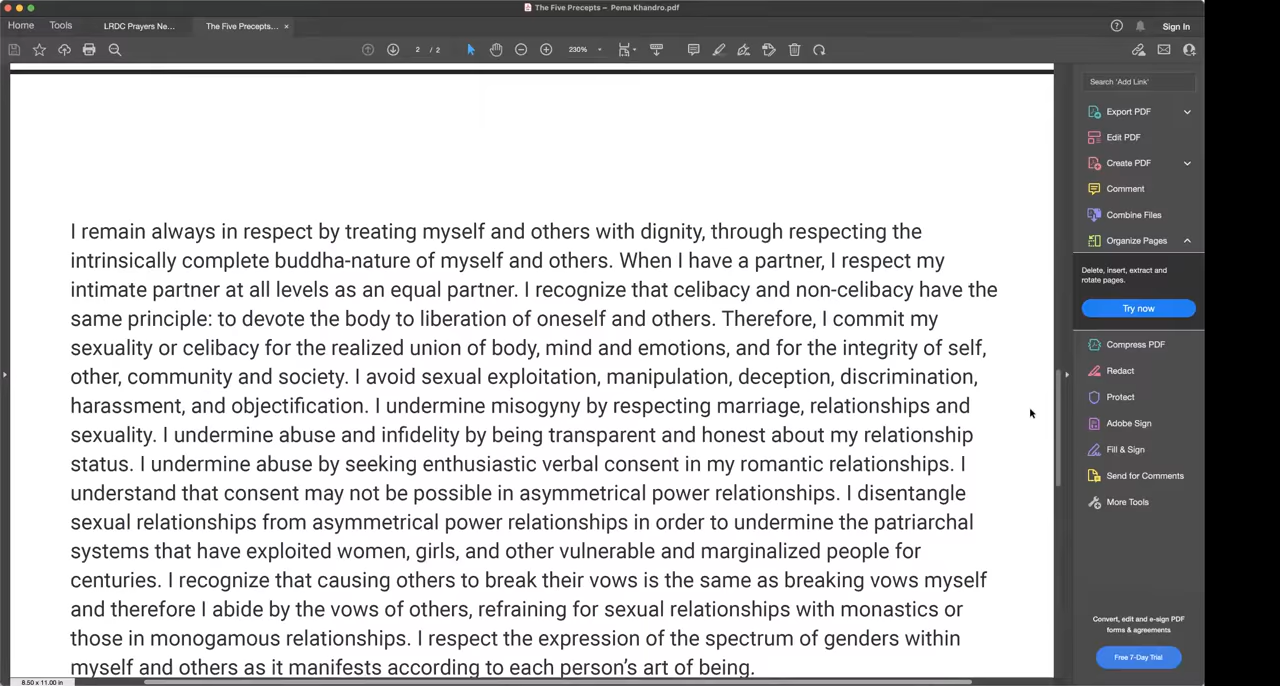 The Five Precepts – Pema Khandro.pdf
Home Tools LRDC Prayers Ne... The Five Precepts... × Sign In
2 / 2 230%
Search 'Add Link'
Export PDF
Edit PDF
Create PDF
Comment
Combine Files
Organize Pages
Delete, insert, extract and
rotate pages.
Try now
Compress PDF
Redact
Protect
Adobe Sign
Fill & Sign
Send for Comments
More Tools
Convert, edit and e-sign PDF
forms & agreements
Free 7-Day Trial
I remain always in respect by treating myself and others with dignity, through respecting the
intrinsically complete buddha-nature of myself and others. When I have a partner, I respect my
intimate partner at all levels as an equal partner. I recognize that celibacy and non-celibacy have the
same principle: to devote the body to liberation of oneself and others. Therefore, I commit my
sexuality or celibacy for the realized union of body, mind and emotions, and for the integrity of self,
other, community and society. I avoid sexual exploitation, manipulation, deception, discrimination,
harassment, and objectification. I undermine misogyny by respecting marriage, relationships and
sexuality. I undermine abuse and infidelity by being transparent and honest about my relationship
status. I undermine abuse by seeking enthusiastic verbal consent in my romantic relationships. I
understand that consent may not be possible in asymmetrical power relationships. I disentangle
sexual relationships from asymmetrical power relationships in order to undermine the patriarchal
systems that have exploited women, girls, and other vulnerable and marginalized people for
centuries. I recognize that causing others to break their vows is the same as breaking vows myself
and therefore I abide by the vows of others, refraining for sexual relationships with monastics or
those in monogamous relationships. I respect the expression of the spectrum of genders within
myself and others as it manifests according to each person's art of being.
8.50 x 11.00 in